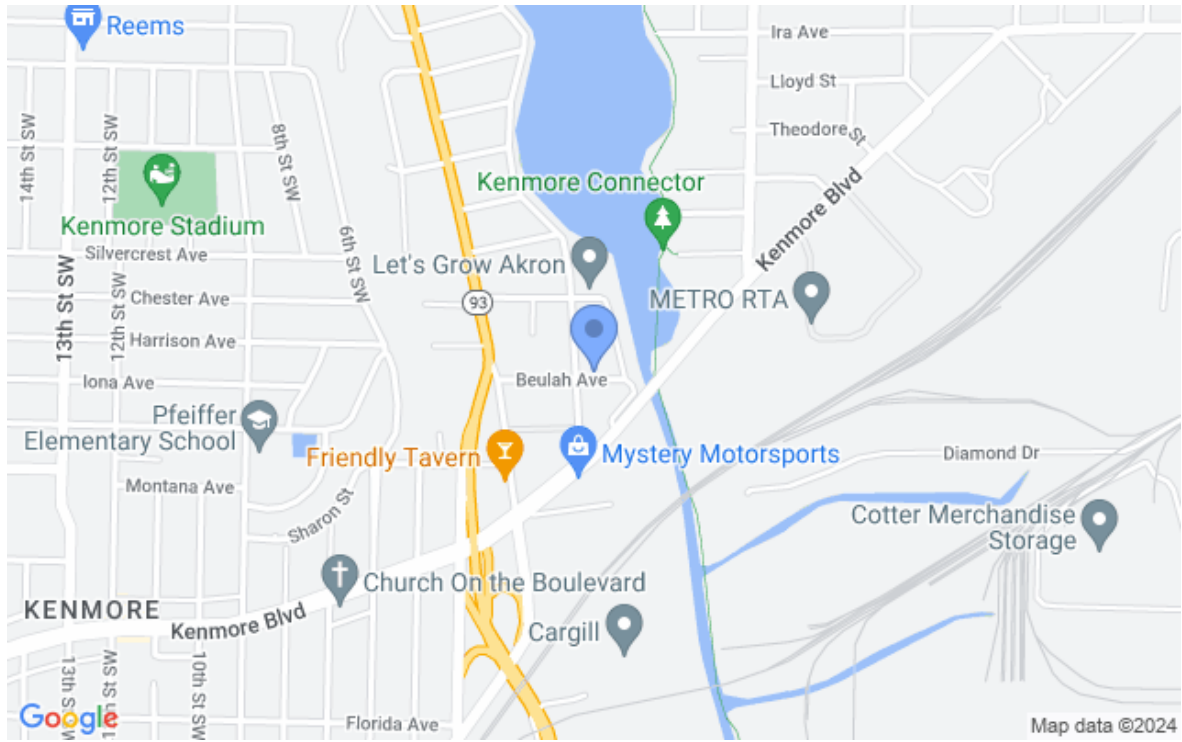 Reems
Ira Ave
Lloyd St
Theodore St
14th St SW
12th St SW
8th St SW
Kenmore Stadium
Kenmore Connector
Kenmore Blvd
6th St SW
Silvercrest Ave
Let's Grow Akron
METRO RTA
13th St SW
12th St SW
Chester Ave
93
Harrison Ave
Iona Ave
Beulah Ave
Pfeiffer
Elementary School
Friendly Tavern
Mystery Motorsports
Diamond Dr
Montana Ave
Sharon St
Cotter Merchandise
Storage
Church On the Boulevard
KENMORE
Kenmore Blvd
Cargill
13th St SW
10th St SW
Florida Ave
Google
Map data ©2024